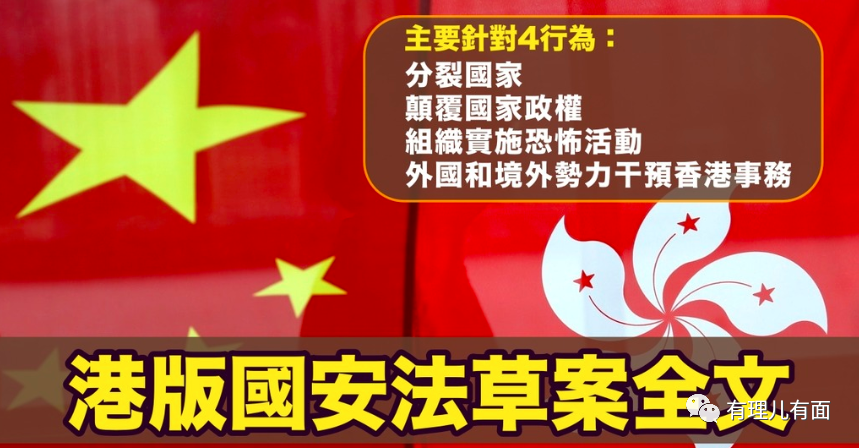 主要針對4行為：
分裂國家
顛覆國家政權
組織實施恐怖活動
外國和境外勢力干預香港事務
港版國安法草案全文
有理儿有面